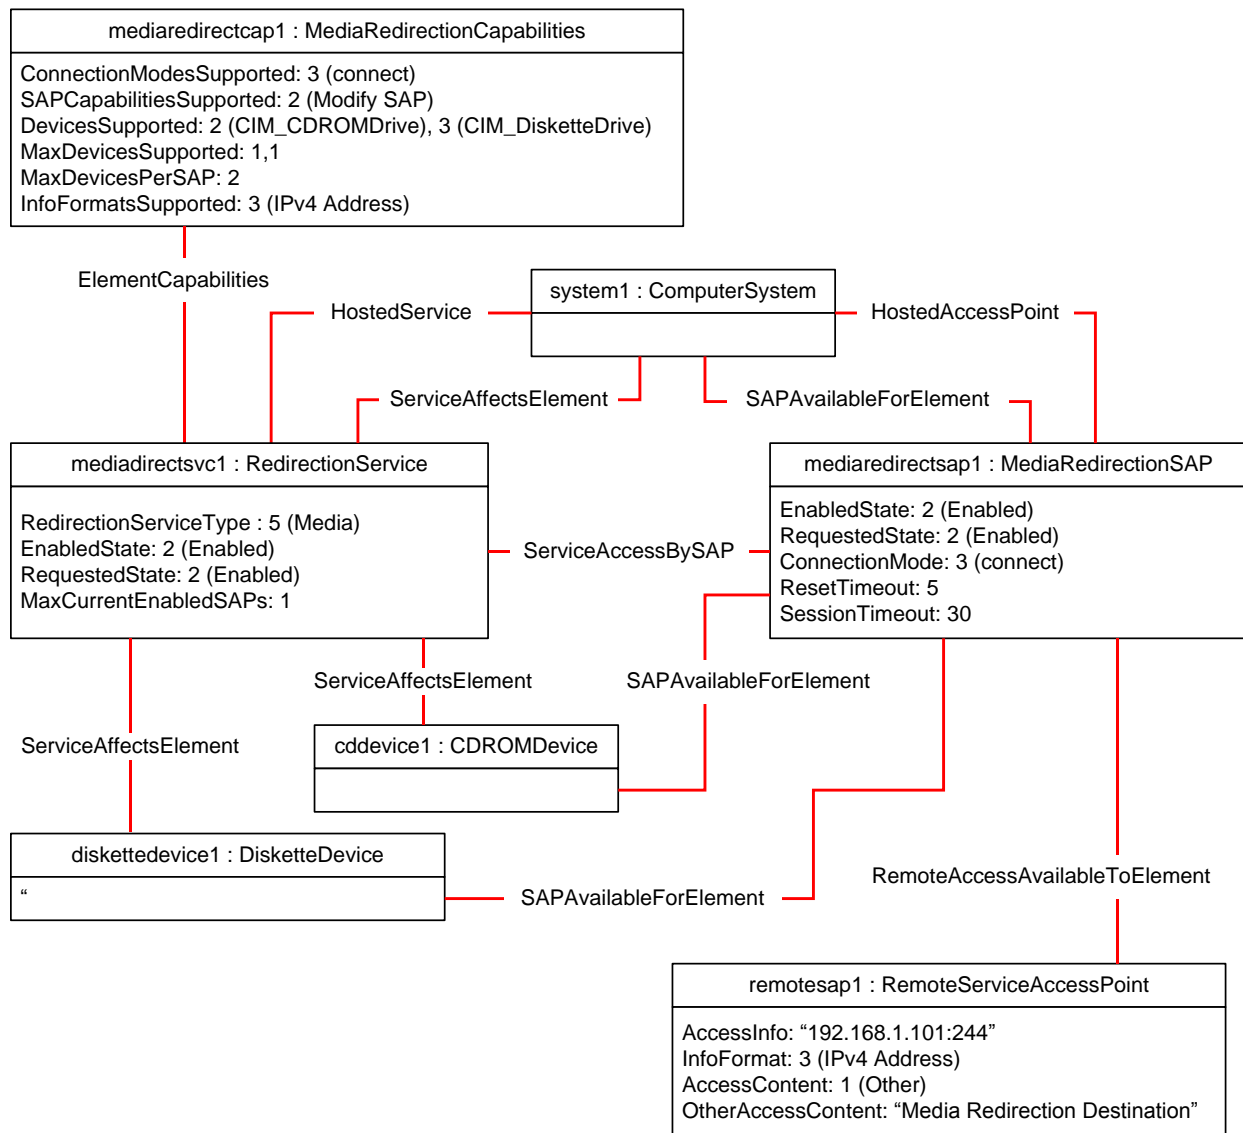 mediaredirectcap1 : MediaRedirectionCapabilities
ConnectionModesSupported: 3 (connect)
SAPCapabilitiesSupported: 2 (Modify SAP)
DevicesSupported: 2 (CIM_CDROMDrive), 3 (CIM_DisketteDrive)
MaxDevicesSupported: 1,1
MaxDevicesPerSAP: 2
InfoFormatsSupported: 3 (IPv4 Address)
ElementCapabilities
system1 : ComputerSystem
HostedService
HostedAccessPoint
ServiceAffectsElement
SAPAvailableForElement
mediadirectsvc1 : RedirectionService
RedirectionServiceType : 5 (Media)
EnabledState: 2 (Enabled)
RequestedState: 2 (Enabled)
MaxCurrentEnabledSAPs: 1
ServiceAccessBySAP
mediaredirectsap1 : MediaRedirectionSAP
EnabledState: 2 (Enabled)
RequestedState: 2 (Enabled)
ConnectionMode: 3 (connect)
ResetTimeout: 5
SessionTimeout: 30
ServiceAffectsElement
SAPAvailableForElement
ServiceAffectsElement
cddevice1 : CDROMDevice
diskettedevice1 : DisketteDevice
“
SAPAvailableForElement
RemoteAccessAvailableToElement
remotesap1 : RemoteServiceAccessPoint
AccessInfo: “192.168.1.101:244”
InfoFormat: 3 (IPv4 Address)
AccessContent: 1 (Other)
OtherAccessContent: “Media Redirection Destination”